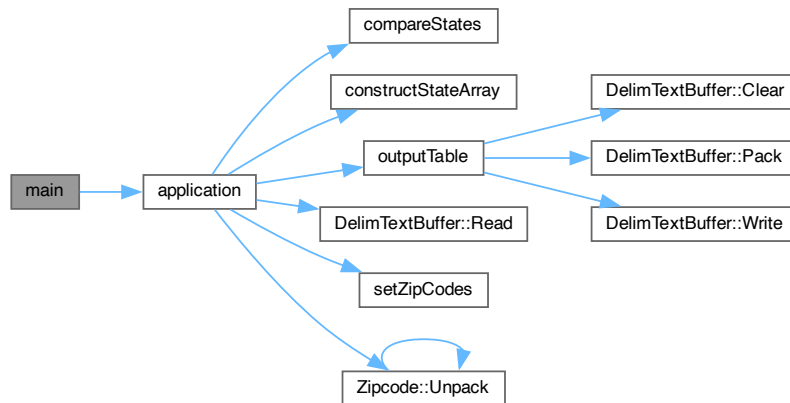 compareStates
constructStateArray
DelimTextBuffer::Clear
outputTable
DelimTextBuffer::Pack
main
application
DelimTextBuffer::Read
DelimTextBuffer::Write
setZipCodes
Zipcode::Unpack